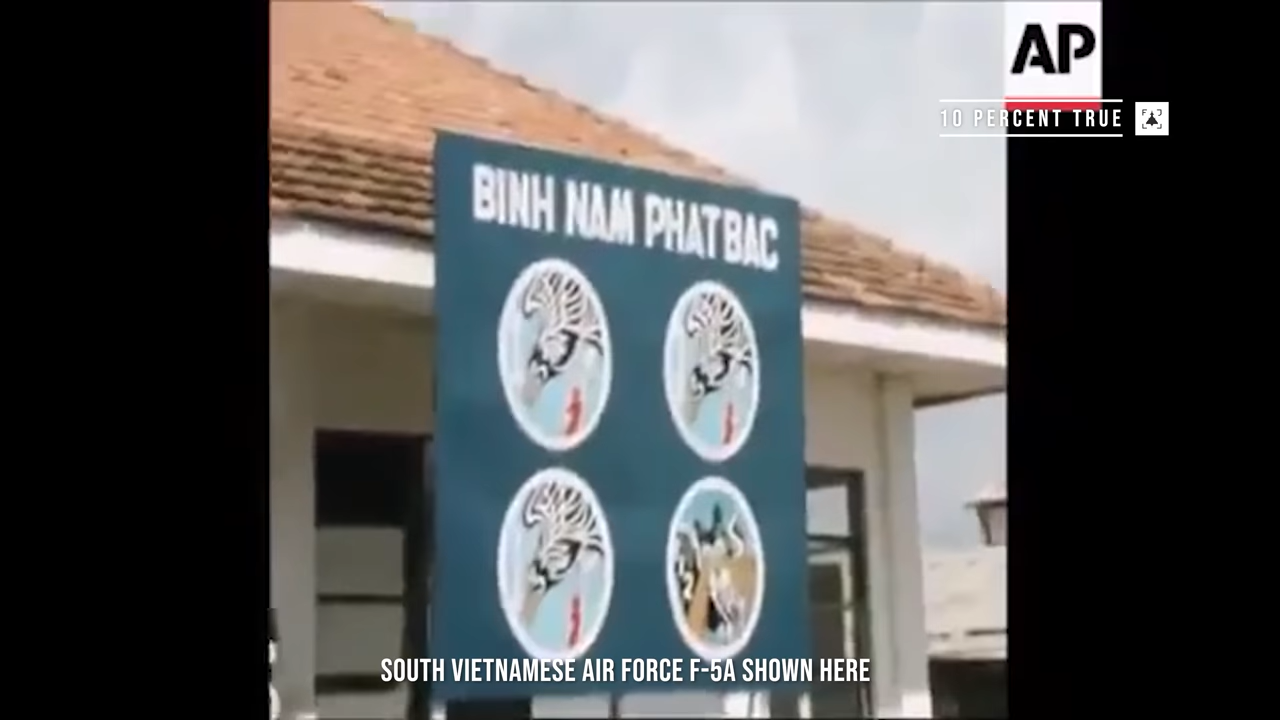 AP
10 PERCENT TRUE
BINH NAM PHAT BAC
SOUTH VIETNAMESE AIR FORCE F-5A SHOWN HERE